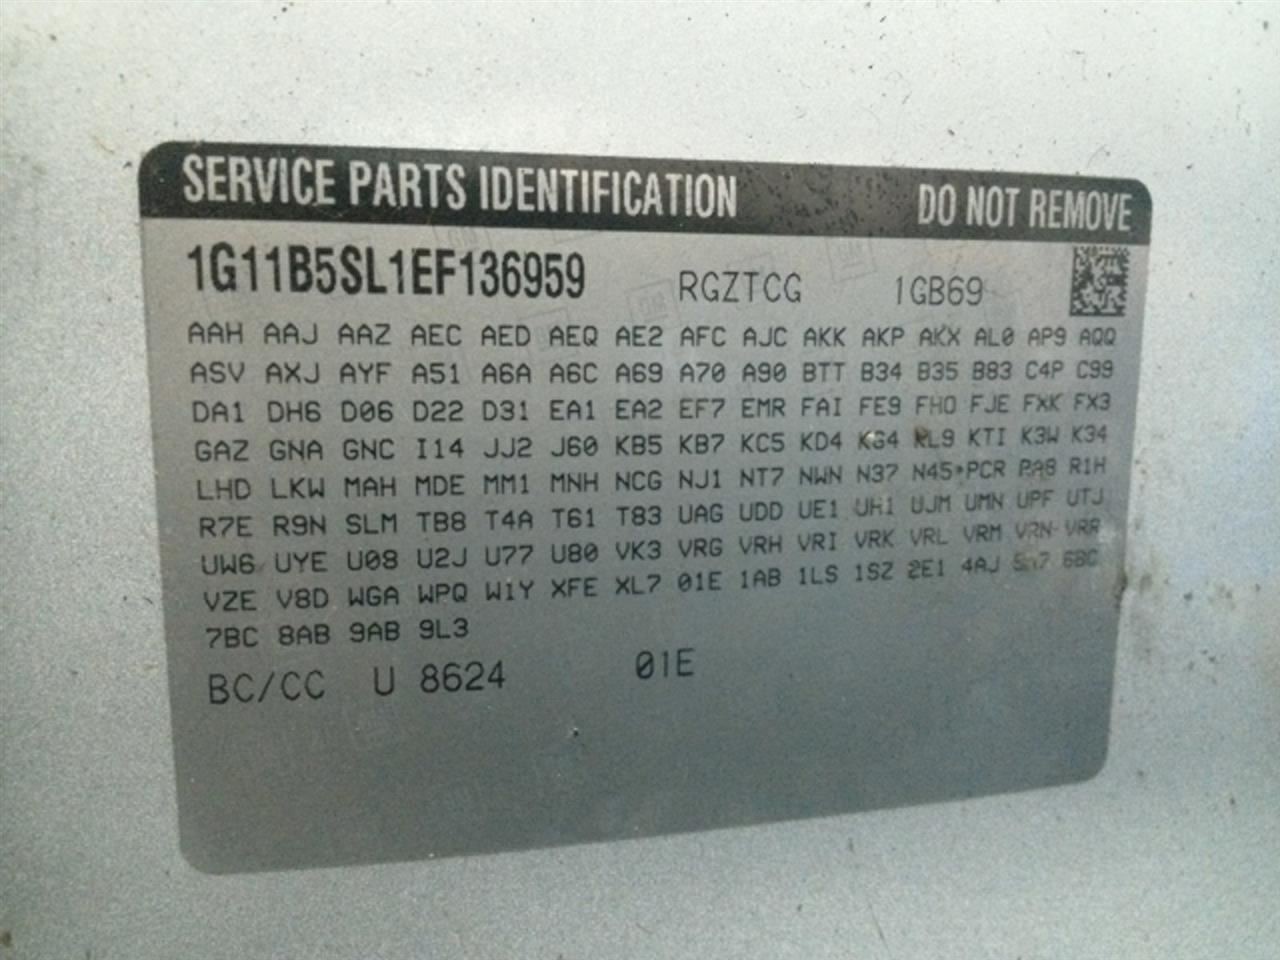 SERVICE PARTS IDENTIFICATION DO NOT REMOVE
1G11B5SL1EF136959 RGZTCG 1GB69
AAH AAJ AAZ AEC AED AEQ AE2 AFC AJC AKK AKP AKX AL0 AP9 AQQ
ASV AXJ AYF A51 A6A A6C A69 A70 A90 BTT B34 B35 B83 C4P C99
DA1 DH6 D06 D22 D31 EA1 EA2 EF7 EMR FAI FE9 FHO FJE FXK FX3
GAZ GNA GNC I14 JJ2 J60 KB5 KB7 KC5 KD4 KG4 KL9 KTI K3W K34
LHD LKW MAH MDE MM1 MNH NCG NJ1 NT7 NWN N37 N45 PCR PA8 R1H
R7E R9N SLM TB8 T4A T61 T83 UAG UDD UE1 UH1 UJM UMN UPF UTJ
UW6 UYE U08 U2J U77 U80 VK3 VRG VRH VRI VRK VRL VRM VRN VRR
VZE V8D WGA WPQ W1Y XFE XL7 01E 1AB 1LS 1SZ 2E1 4AJ 6BC
7BC 8AB 9AB 9L3
BC/CC U 8624 01E